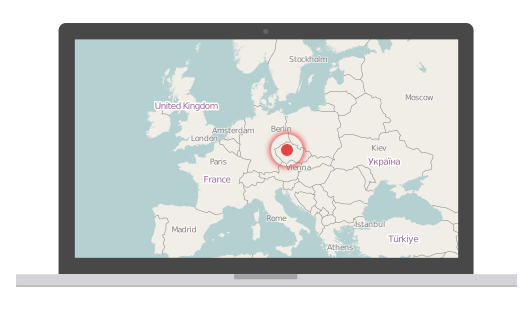 Stockholm
Moscow
United Kingdom
Amsterdam
Berlin
London
Kiev
Paris
Україна
Vienna
France
Rome
Istanbul
Madrid
Türkiye
Athens